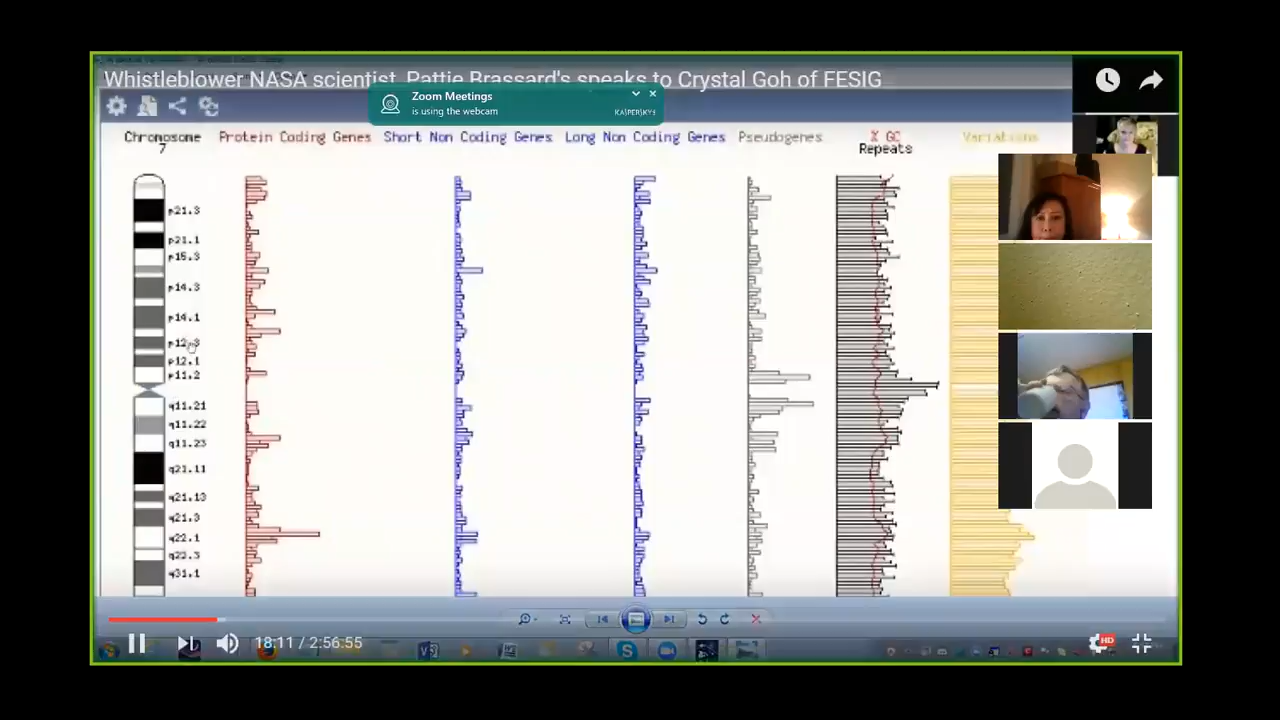 Whistleblower NASA scientist, Pattie Brassard's speaks to Crystal Goh of FESIG
Zoom Meetings
is using the webcam
KASPERSKY
Chromosome Protein Coding Genes Short Non Coding Genes Long Non Coding Genes Pseudogenes % GC Variations
7 Repeats
p21.3
p21.1
p15.3
p14.3
p14.1
p12.3
p12.1
p11.2
q11.21
q11.22
q11.23
q21.11
q21.13
q21.3
q22.1
q22.3
q31.1
18:11 / 2:56:55
HD